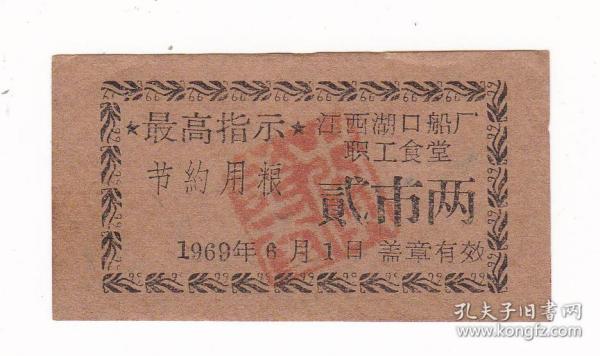 ★最高指示★
节約用粮
江西湖口船厂
职工食堂
貳市两
1969年6月1日 盖章有效
孔夫子旧书网
www.kongfz.com